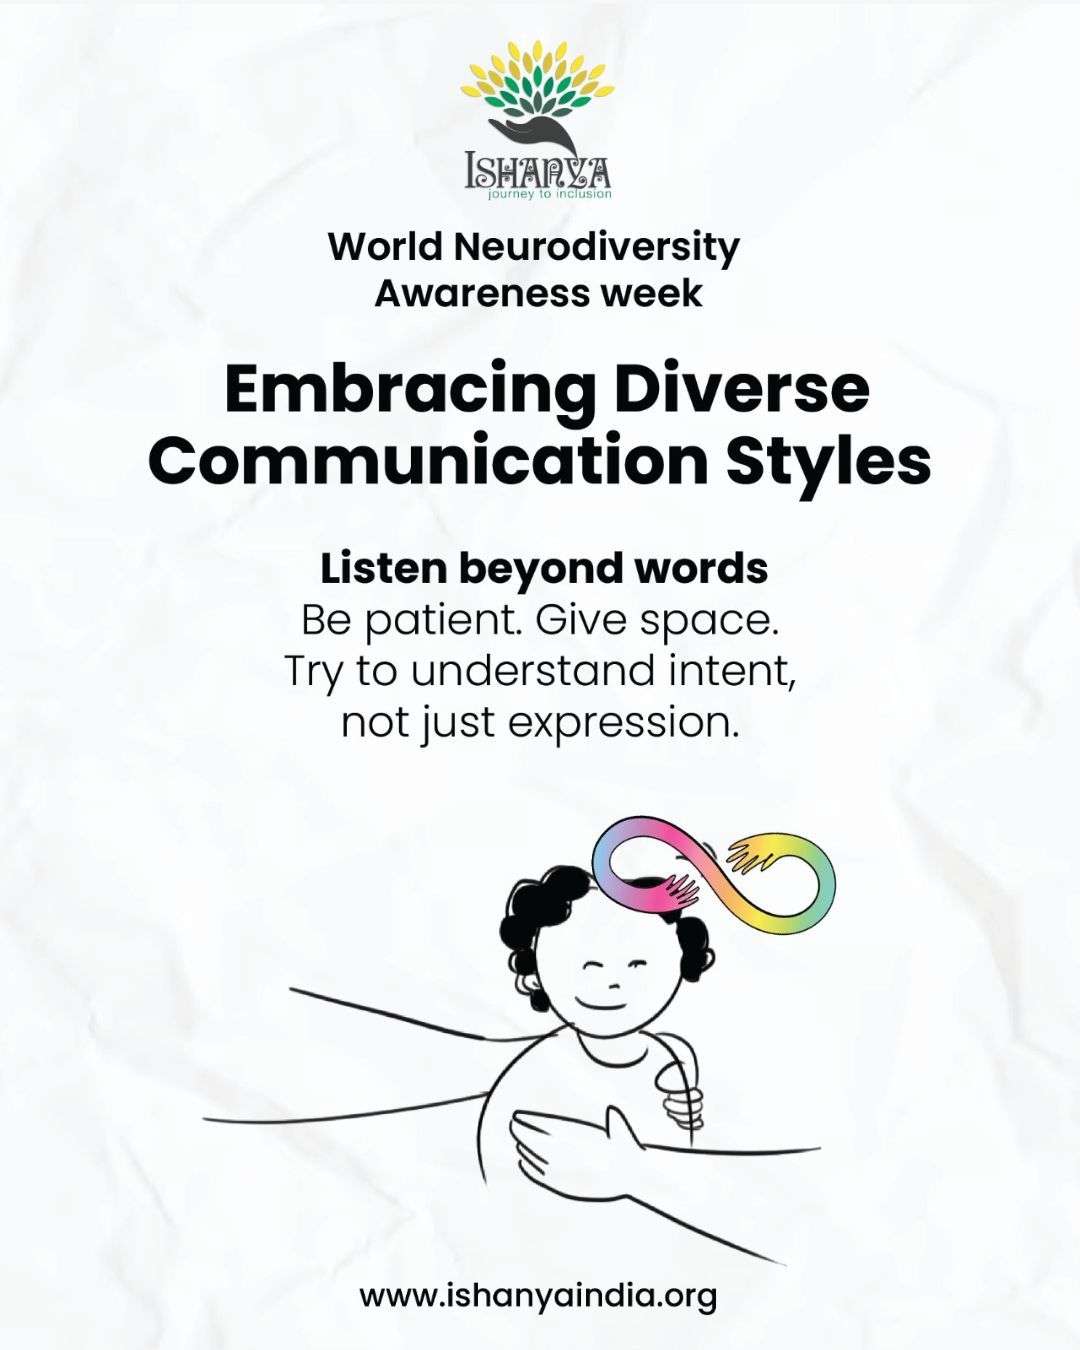 ISHANYA
journey to inclusion
World Neurodiversity
Awareness week
Embracing Diverse
Communication Styles
Listen beyond words
Be patient. Give space.
Try to understand intent,
not just expression.
www.ishanyaindia.org